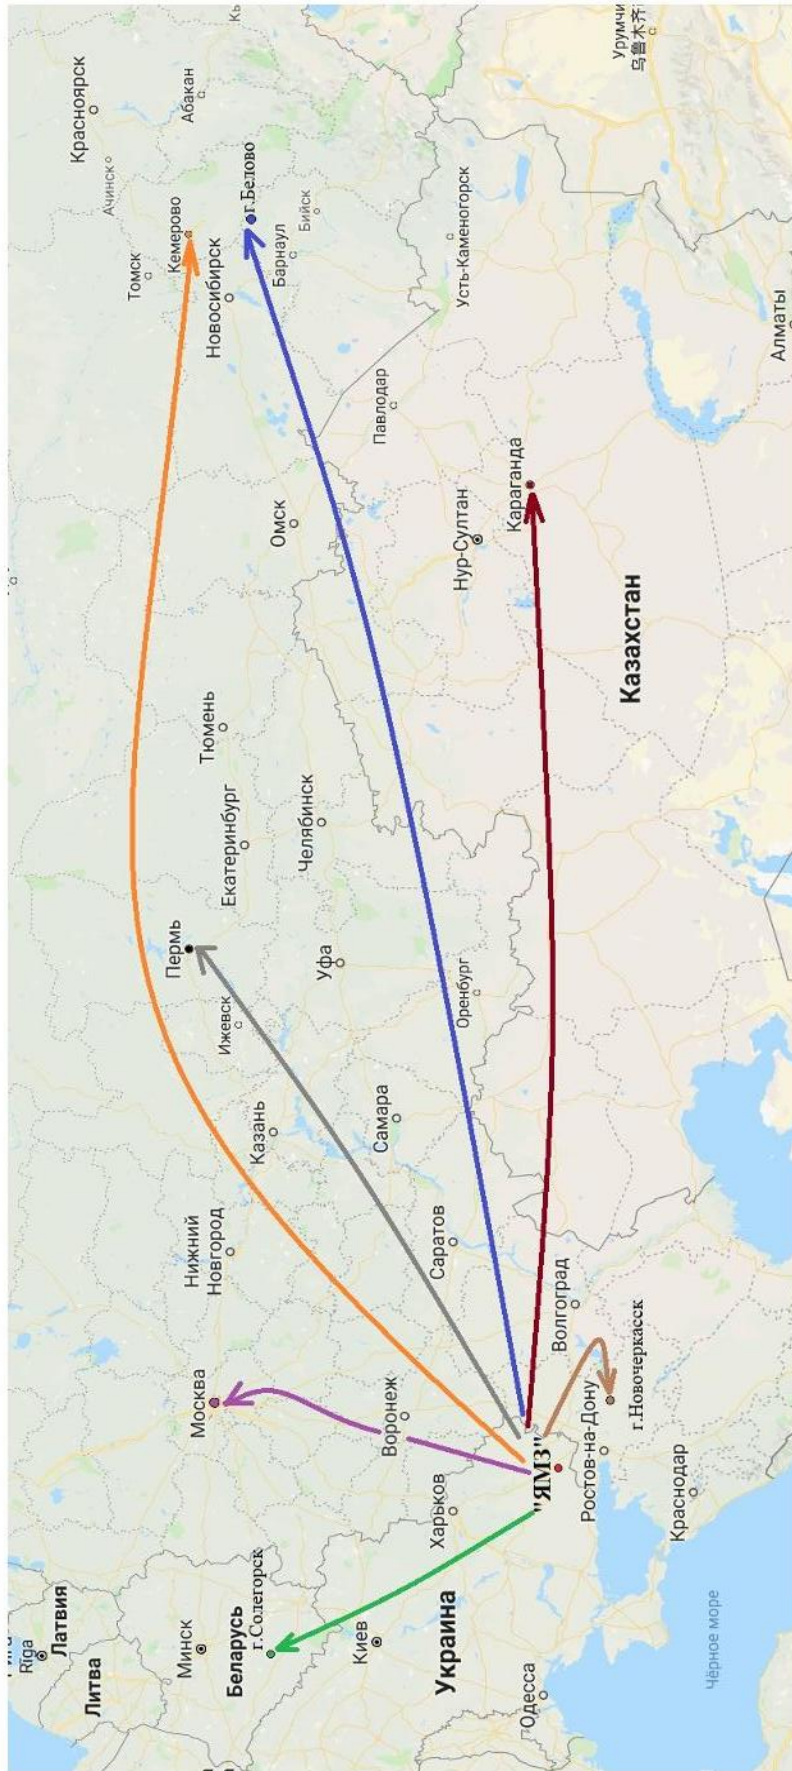 Красноярск
Абакан
Ачинск
Кемерово
г.Белово
Томск
Новосибирск
Барнаул
Бийск
Усть-Каменогорск
Урумчи
乌鲁木齐
Алматы
Павлодар
Караганда
Нур-Султан
Омск
Казахстан
Тюмень
Екатеринбург
Челябинск
Пермь
Уфа
Ижевск
Оренбург
Казань
Самара
Нижний
Новгород
Саратов
Волгоград
г.Новочеркасск
Москва
Воронеж
"ЯМЗ"
Ростов-на-Дону
Краснодар
Харьков
Латвия
Rīga
Литва
Минск
Беларусь
г.Солегорск
Киев
Украина
Одесса
Чёрное море